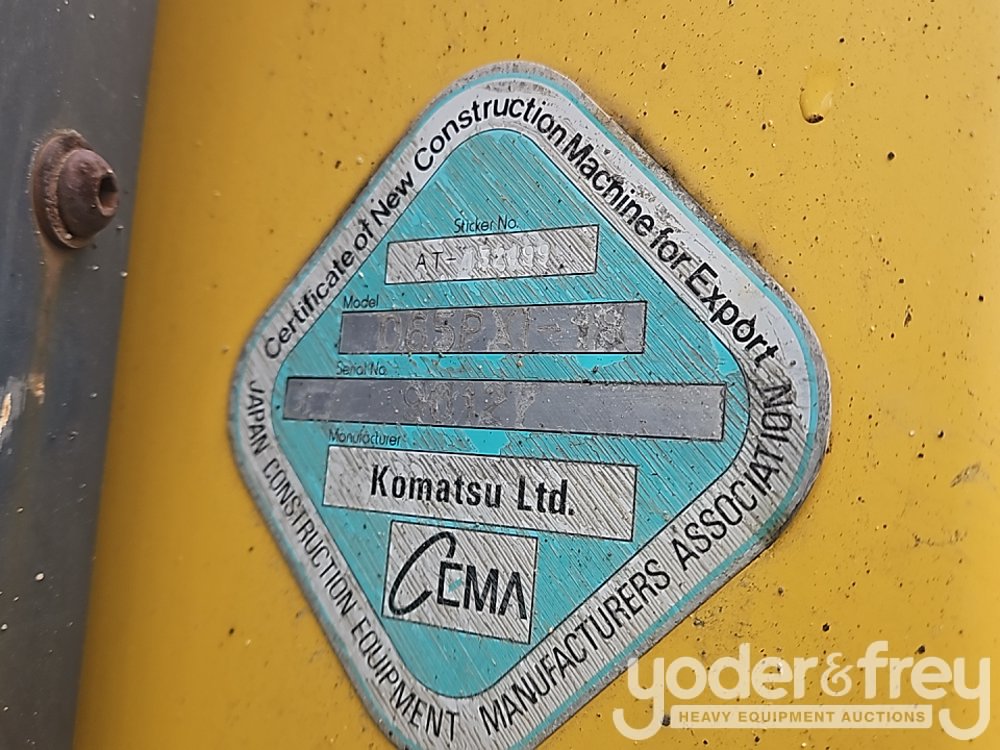 Certificate of New Construction Machine for Export
Sticker No.
Model
Serial No.
Manufacturer
Komatsu Ltd.
CEMA
JAPAN CONSTRUCTION EQUIPMENT MANUFACTURERS ASSOCIATION
yoder&frey
HEAVY EQUIPMENT AUCTIONS